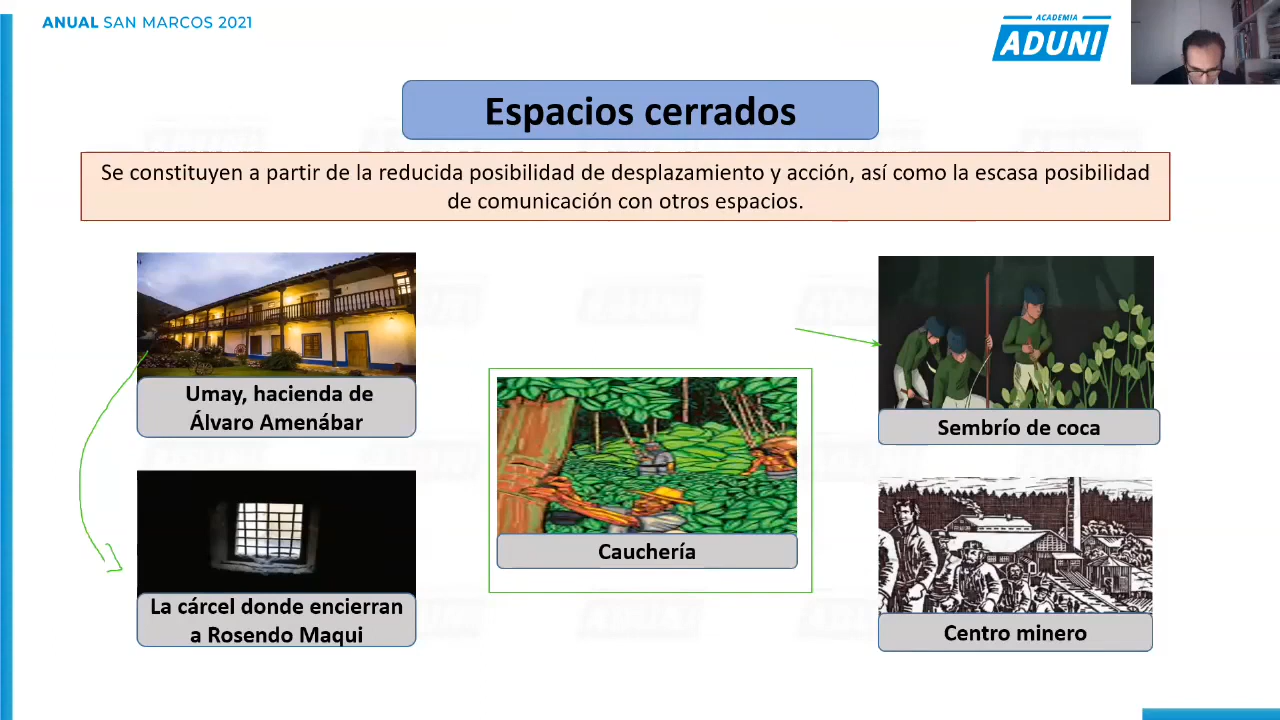 ANUAL SAN MARCOS 2021
ACADEMIA
ADUNI
Espacios cerrados
Se constituyen a partir de la reducida posibilidad de desplazamiento y acción, así como la escasa posibilidad
de comunicación con otros espacios.
Umay, hacienda de
Álvaro Amenábar
La cárcel donde encierran
a Rosendo Maqui
Cauchería
Sembrío de coca
Centro minero